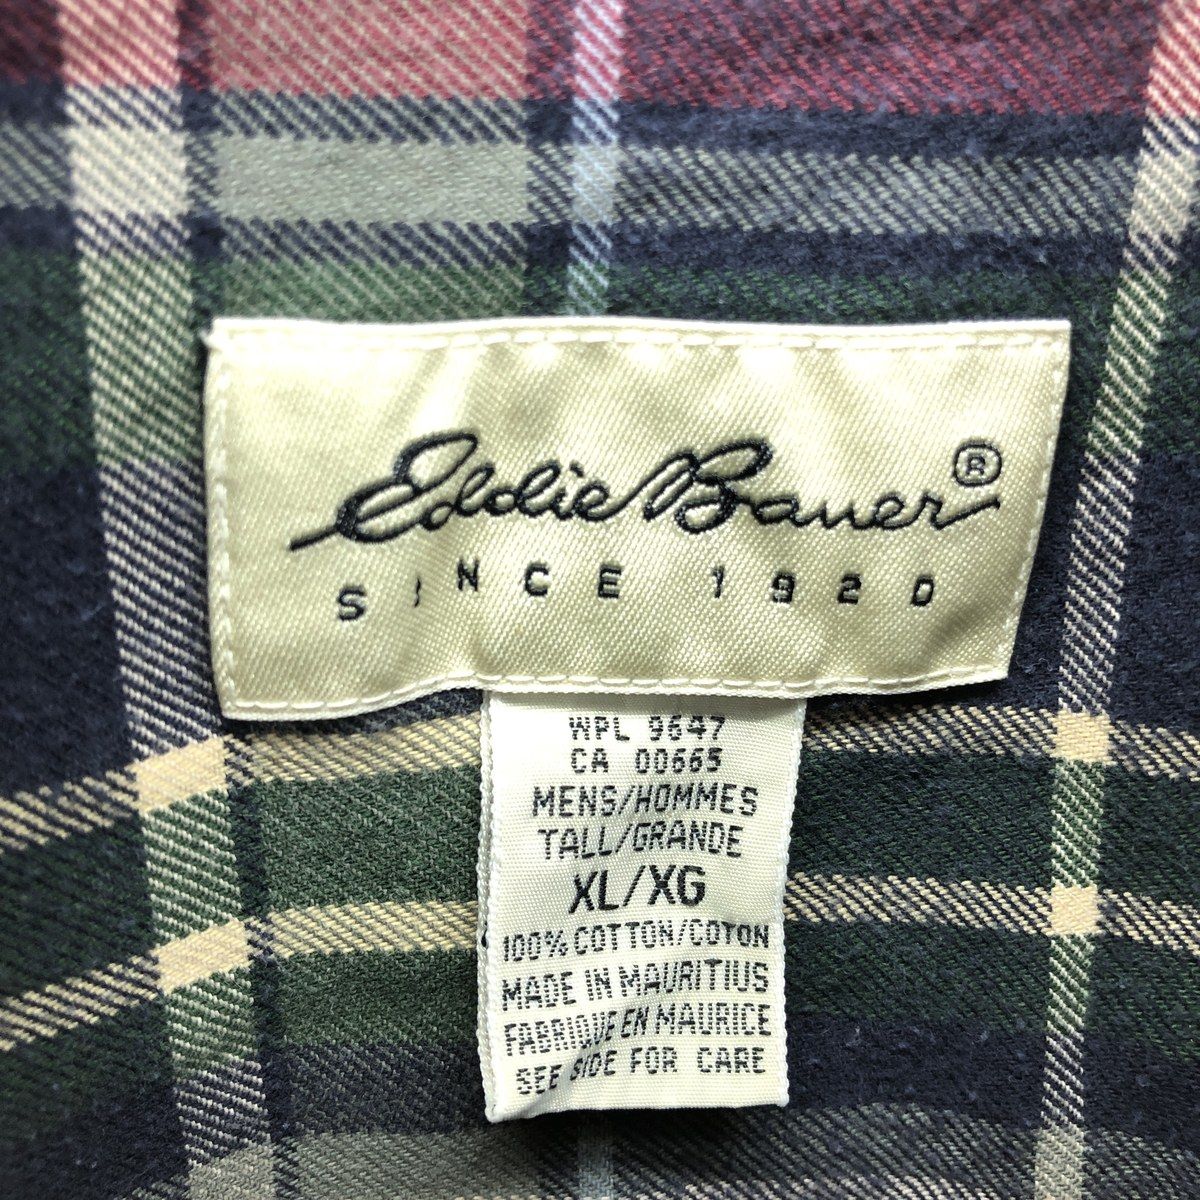 Eddie Bauer®
SINCE 1920
WPL 9647
CA 00665
MENS/HOMMES
TALL/GRANDE
XL/XG
100% COTTON/COTON
MADE IN MAURITIUS
FABRIQUE EN MAURICE
SEE SIDE FOR CARE